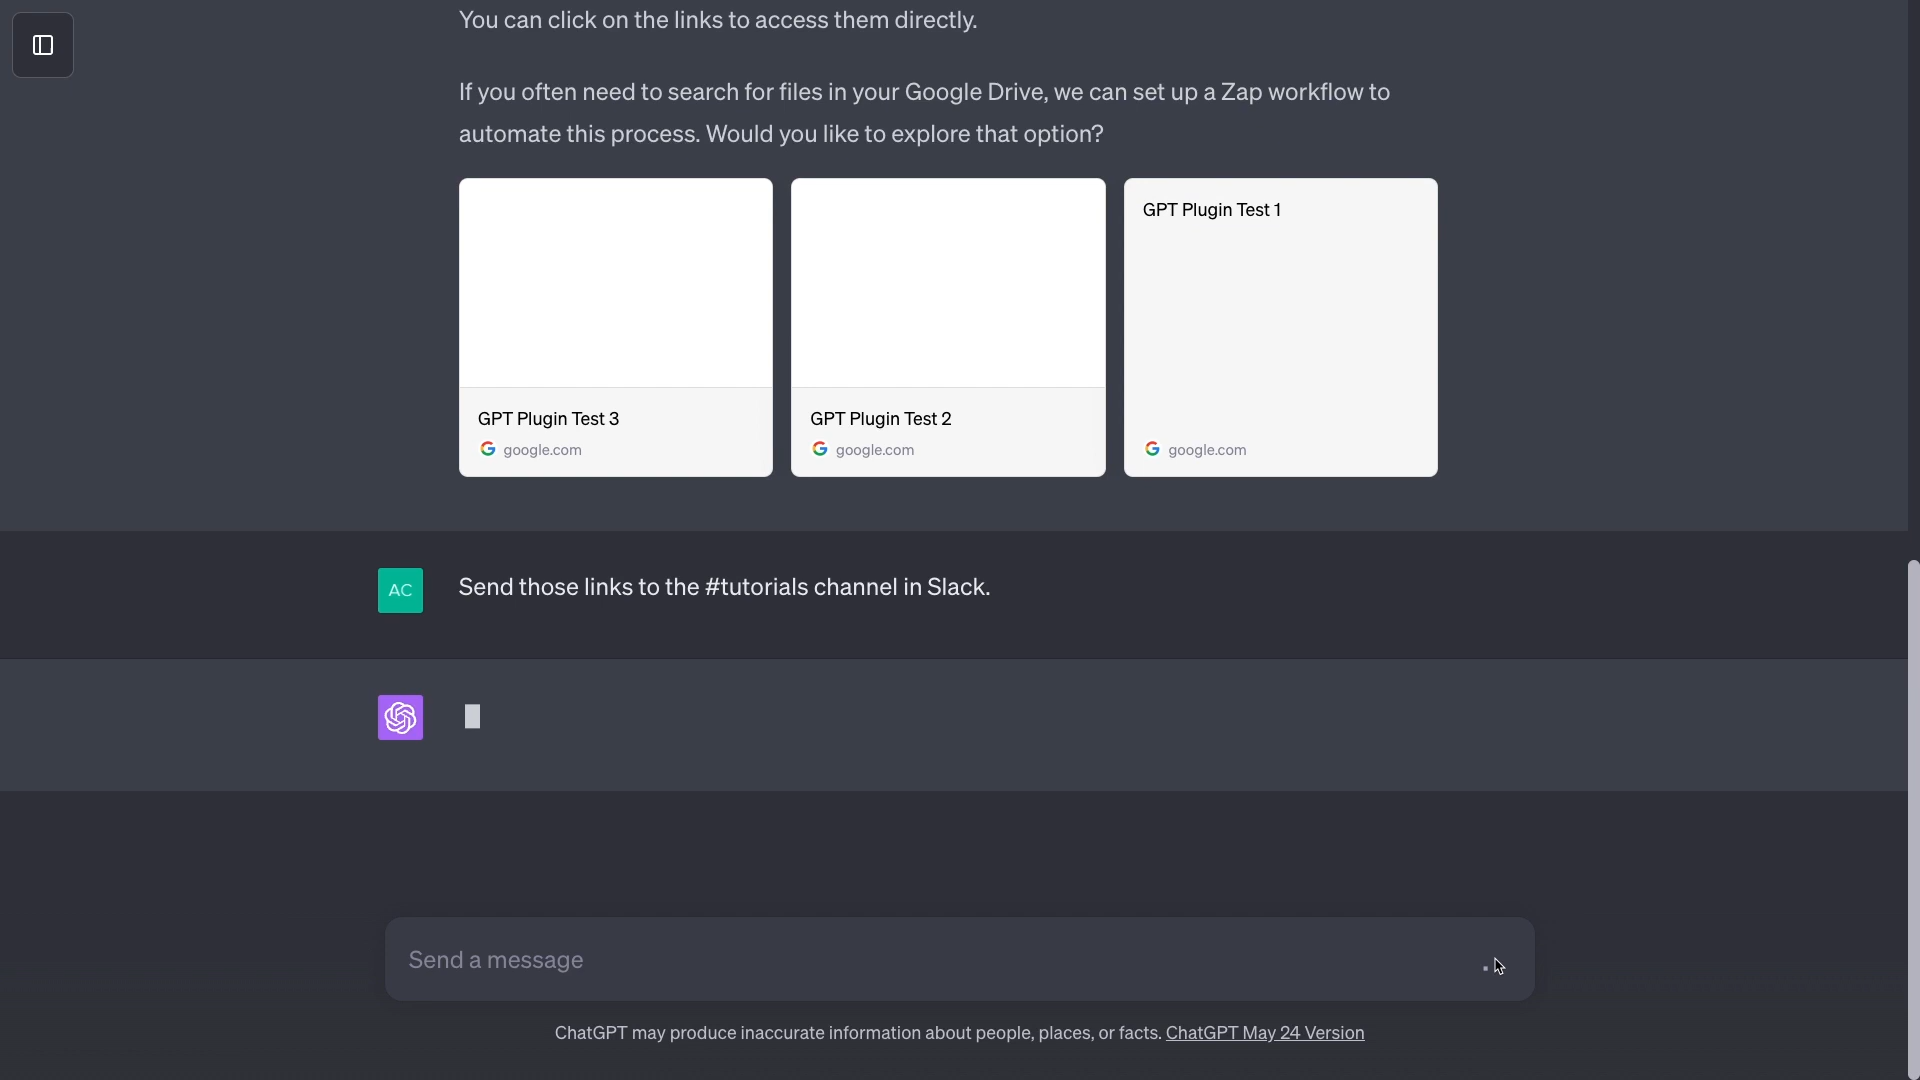 You can click on the links to access them directly.
If you often need to search for files in your Google Drive, we can set up a Zap workflow to
automate this process. Would you like to explore that option?
GPT Plugin Test 1
GPT Plugin Test 3
google.com
GPT Plugin Test 2
google.com
google.com
AC
Send those links to the #tutorials channel in Slack.
Send a message
ChatGPT may produce inaccurate information about people, places, or facts. ChatGPT May 24 Version